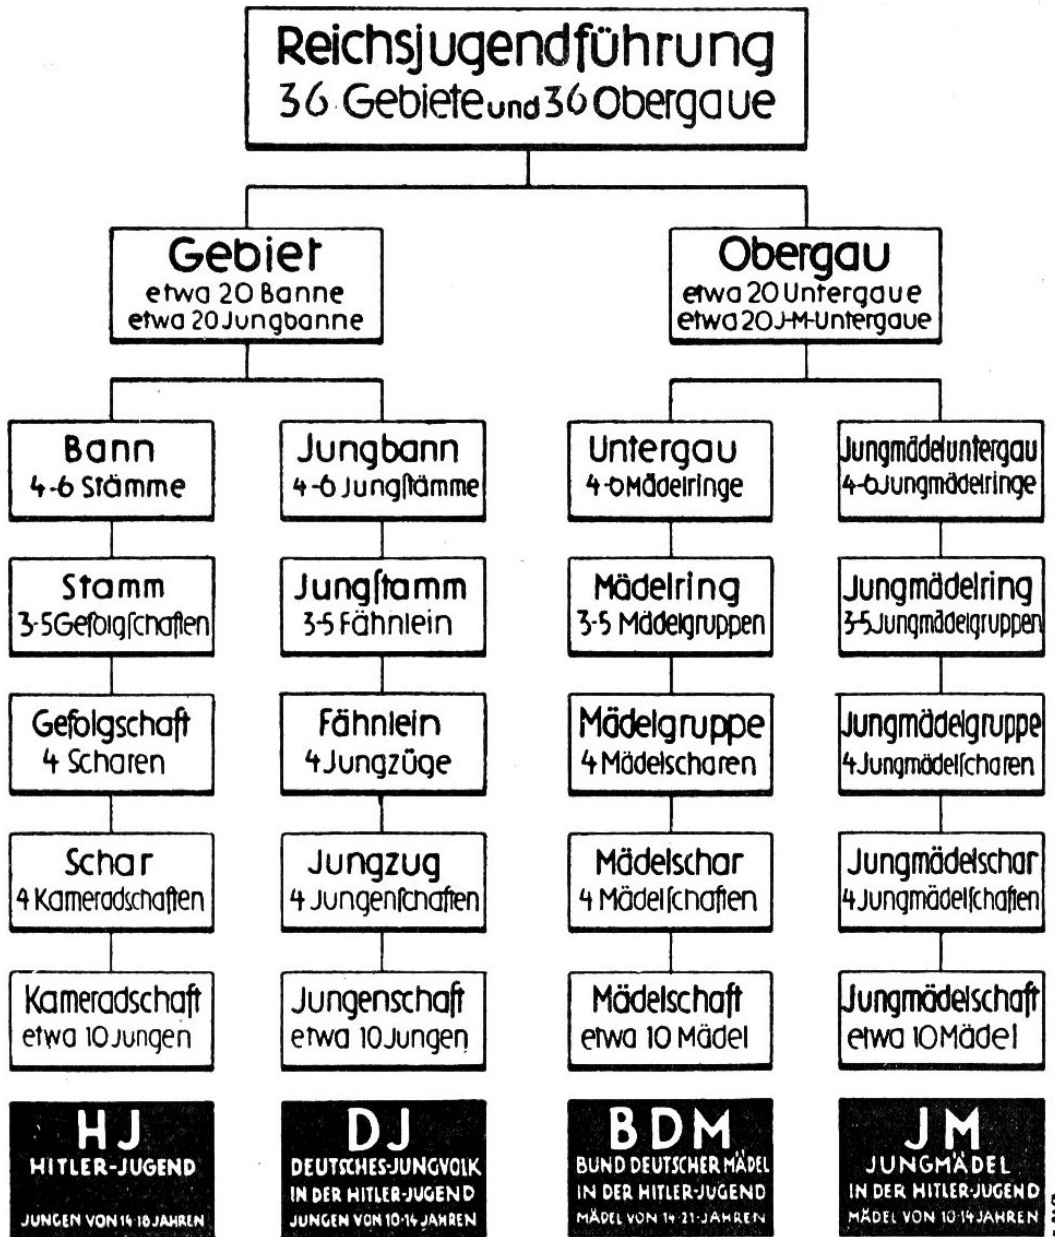 Reichsjugendführung
36 Gebiete und 36 Obergaue
Gebiet
etwa 20 Banne
etwa 20 Jungbanne
Obergau
etwa 20 Untergaue
etwa 20 J-M-Untergaue
Bann
4-6 Stämme
Jungbann
4-6 Jungſtämme
Untergau
4-6 Mädelringe
Jungmädeluntergau
4-6 Jungmädelringe
Stamm
3-5 Gefolgſchaften
Jungſtamm
3-5 Fähnlein
Mädelring
3-5 Mädelgruppen
Jungmädelring
3-5 Jungmädelgruppen
Gefolgschaft
4 Scharen
Fähnlein
4 Jungzüge
Mädelgruppe
4 Mädelscharen
Jungmädelgruppe
4 Jungmädelſcharen
Schar
4 Kameradschaften
Jungzug
4 Jungenſchaften
Mädelschar
4 Mädelſchaften
Jungmädelschar
4 Jungmädelſchaften
Kameradschaft
etwa 10 Jungen
Jungenschaft
etwa 10 Jungen
Mädelschaft
etwa 10 Mädel
Jungmädelschaft
etwa 10 Mädel
HJ
HITLER-JUGEND
JUNGEN VON 14-18 JAHREN
DJ
DEUTSCHES-JUNGVOLK
IN DER HITLER-JUGEND
JUNGEN VON 10-14 JAHREN
BDM
BUND DEUTSCHER MÄDEL
IN DER HITLER-JUGEND
MÄDEL VON 14-21-JAHREN
JM
JUNGMÄDEL
IN DER HITLER-JUGEND
MÄDEL VON 10-14 JAHREN